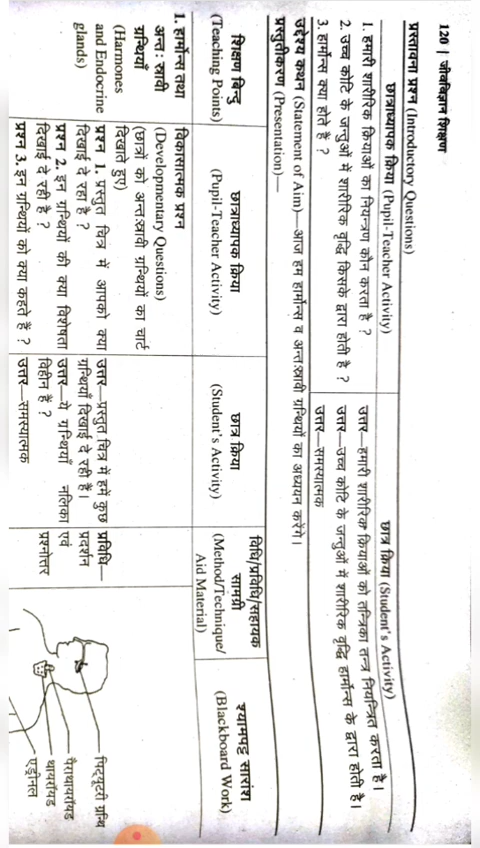 120 | जीवविज्ञान शिक्षण
प्रस्तावना प्रश्न (Introductory Questions)
छात्राध्यापक क्रिया (Pupil-Teacher Activity)
छात्र क्रिया (Student's Activity)
1. हमारी शारीरिक क्रियाओं का नियन्त्रण कौन करता है ?
उत्तर—हमारी शारीरिक क्रियाओं को तन्त्रिका तन्त्र नियन्त्रित करता है।
2. उच्च कोटि के जन्तुओं में शारीरिक वृद्धि किसके द्वारा होती है ?
उत्तर—उच्च कोटि के जन्तुओं में शारीरिक वृद्धि हार्मोन्स के द्वारा होती है।
3. हार्मोन्स क्या होते हैं ?
उत्तर—समस्यात्मक
उद्देश्य कथन (Statement of Aim)—आज हम हार्मोन्स व अन्तःस्रावी ग्रन्थियों का अध्ययन करेंगे।
प्रस्तुतीकरण (Presentation)—
शिक्षण बिन्दु
(Teaching Points)
छात्राध्यापक क्रिया
(Pupil-Teacher Activity)
छात्र क्रिया
(Student's Activity)
विधि/प्रविधि/सहायक
सामग्री
(Method/Technique/
Aid Material)
श्यामपट्ट सारांश
(Blackboard Work)
1. हार्मोन्स तथा
अन्त : स्रावी
ग्रन्थियाँ
(Harmones
and Endocrine
glands)
विकासात्मक प्रश्न
(Developmentary Questions)
(छात्रों को अन्तःस्रावी ग्रन्थियों का चार्ट
दिखाते हुए)
प्रश्न 1. प्रस्तुत चित्र में आपको क्या
दिखाई दे रहा है ?
प्रश्न 2. इन ग्रन्थियों की क्या विशेषता
दिखाई दे रही है ?
प्रश्न 3. इन ग्रन्थियों को क्या कहते हैं ?
उत्तर—प्रस्तुत चित्र में हमें कुछ
ग्रन्थियाँ दिखाई दे रही हैं।
उत्तर—ये ग्रन्थियाँ नलिका
विहीन है ?
उत्तर—समस्यात्मक
प्रविधि—
प्रदर्शन
एवं
प्रश्नोत्तर
पिट्यूटरी ग्रन्थि
पैराथायरॉयड
थायरॉयड
एड्रीनल